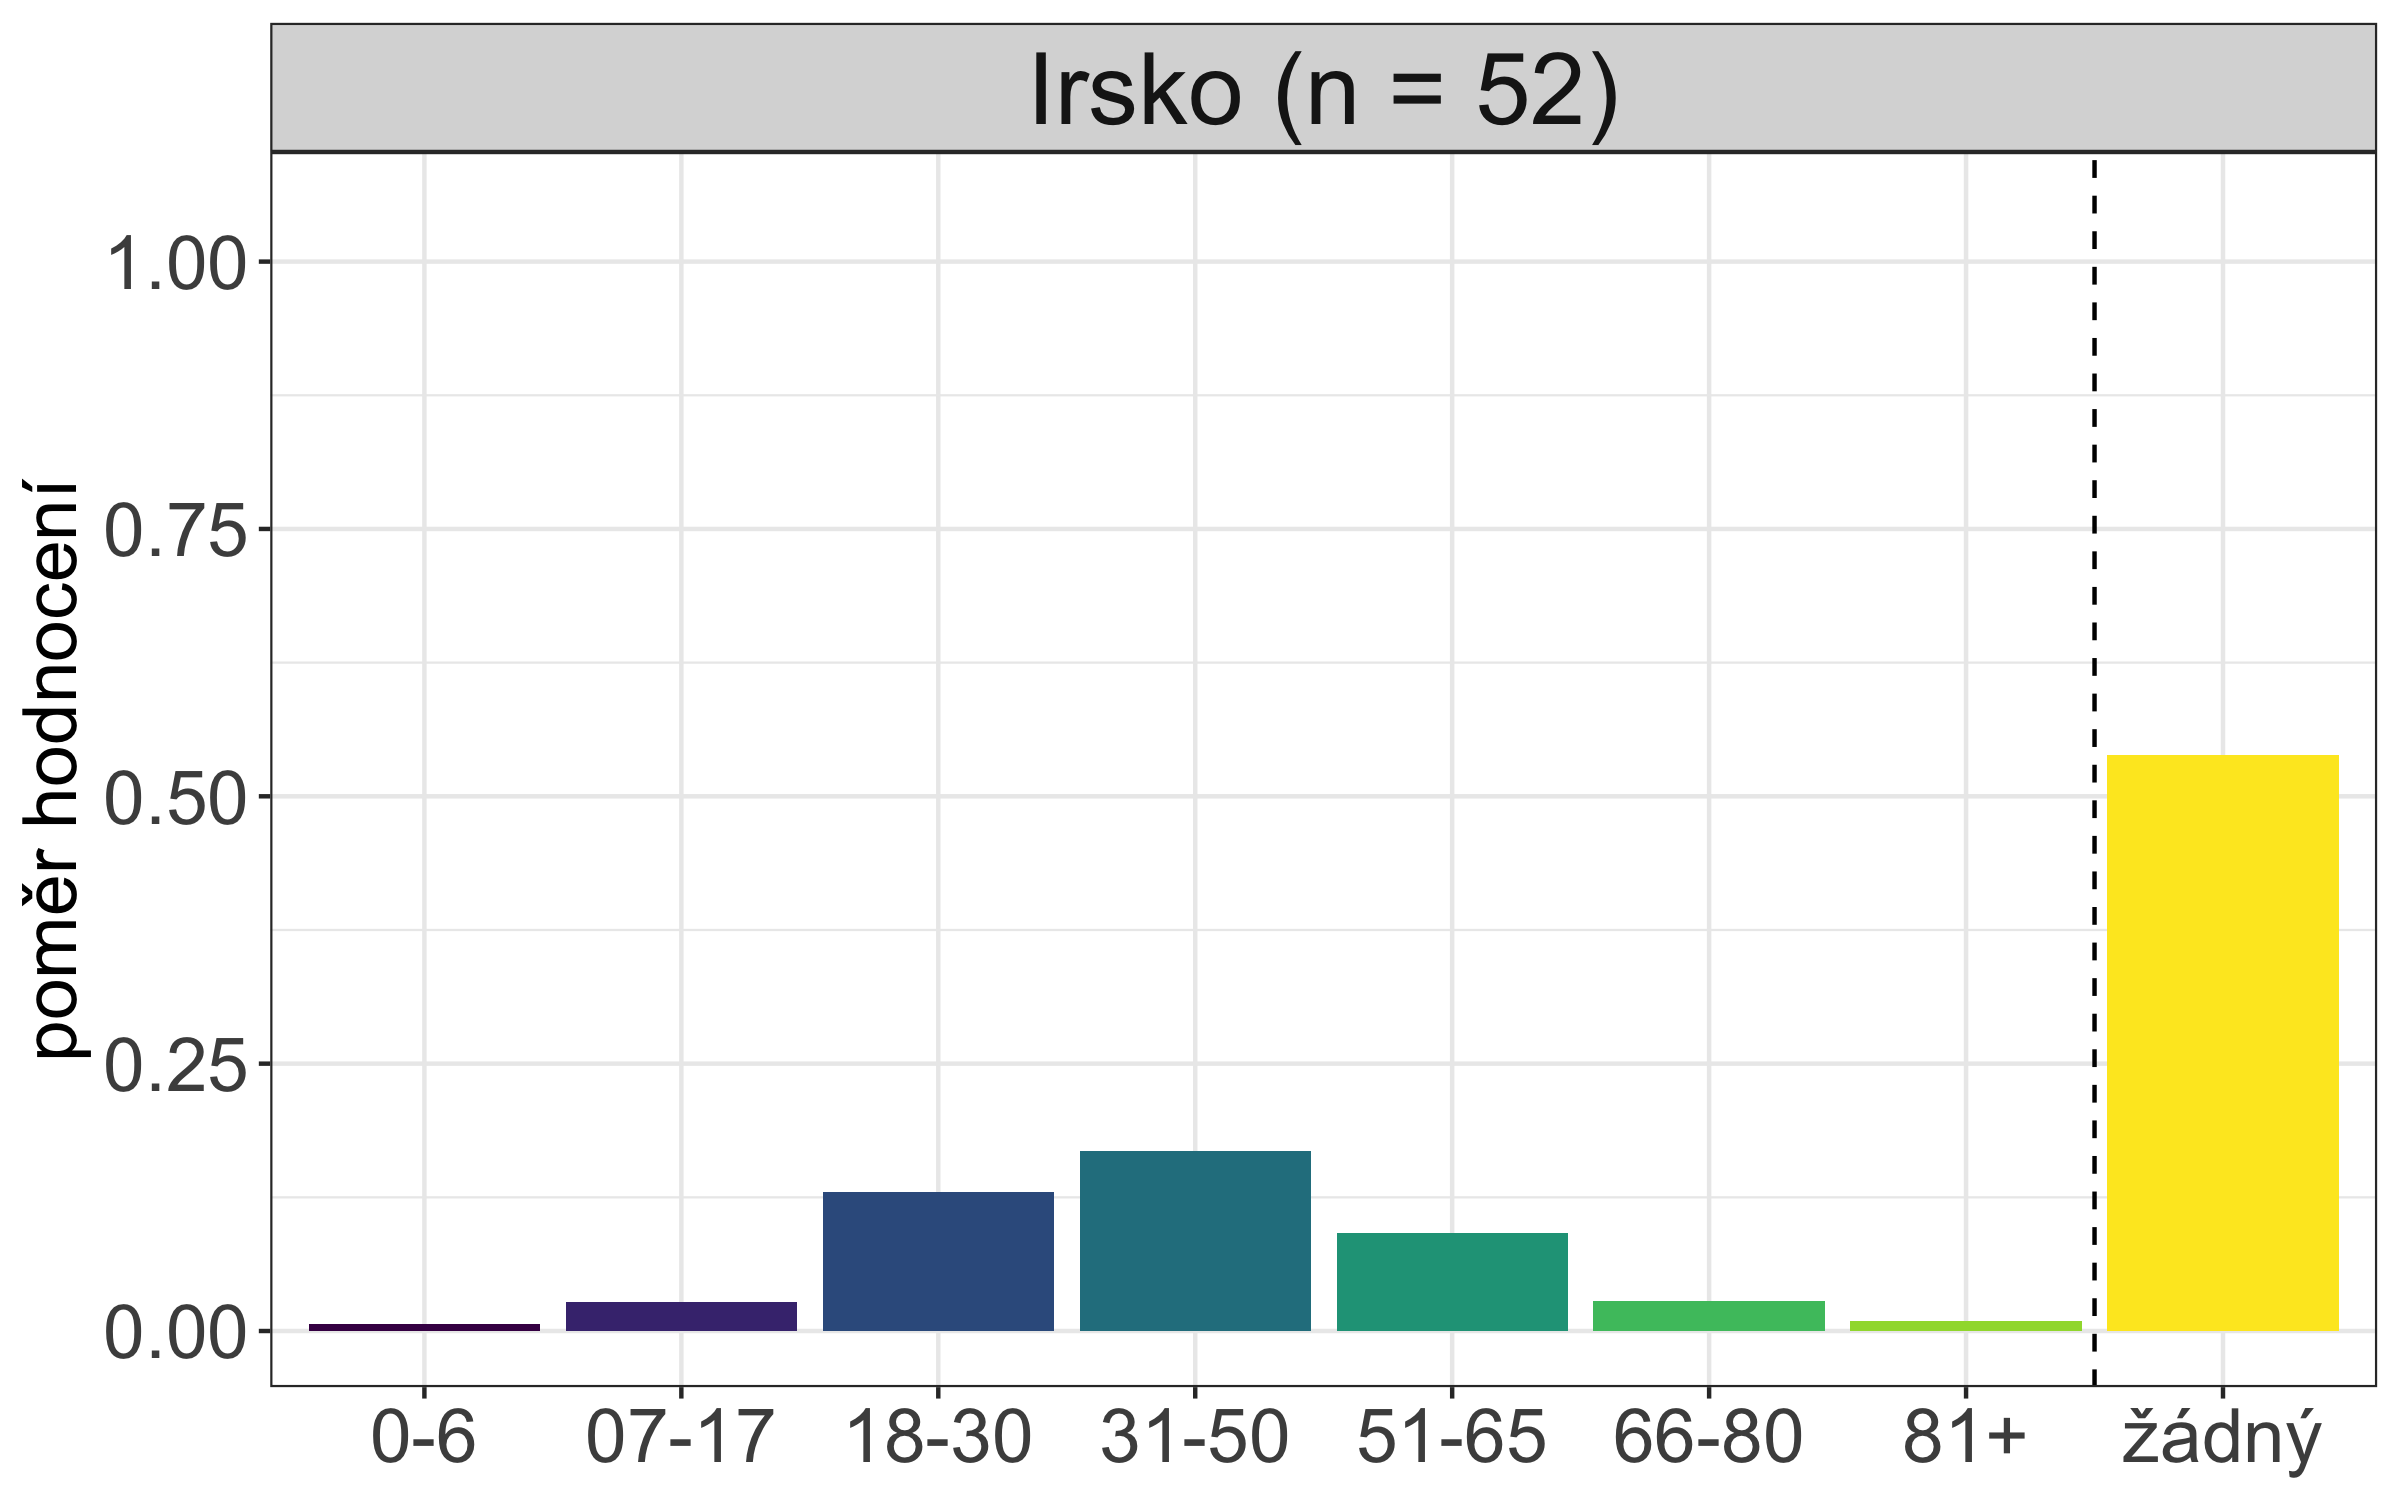 Irsko (n = 52)
poměr hodnocení
1.00
0.75
0.50
0.25
0.00
0-6 07-17 18-30 31-50 51-65 66-80 81+ žádný